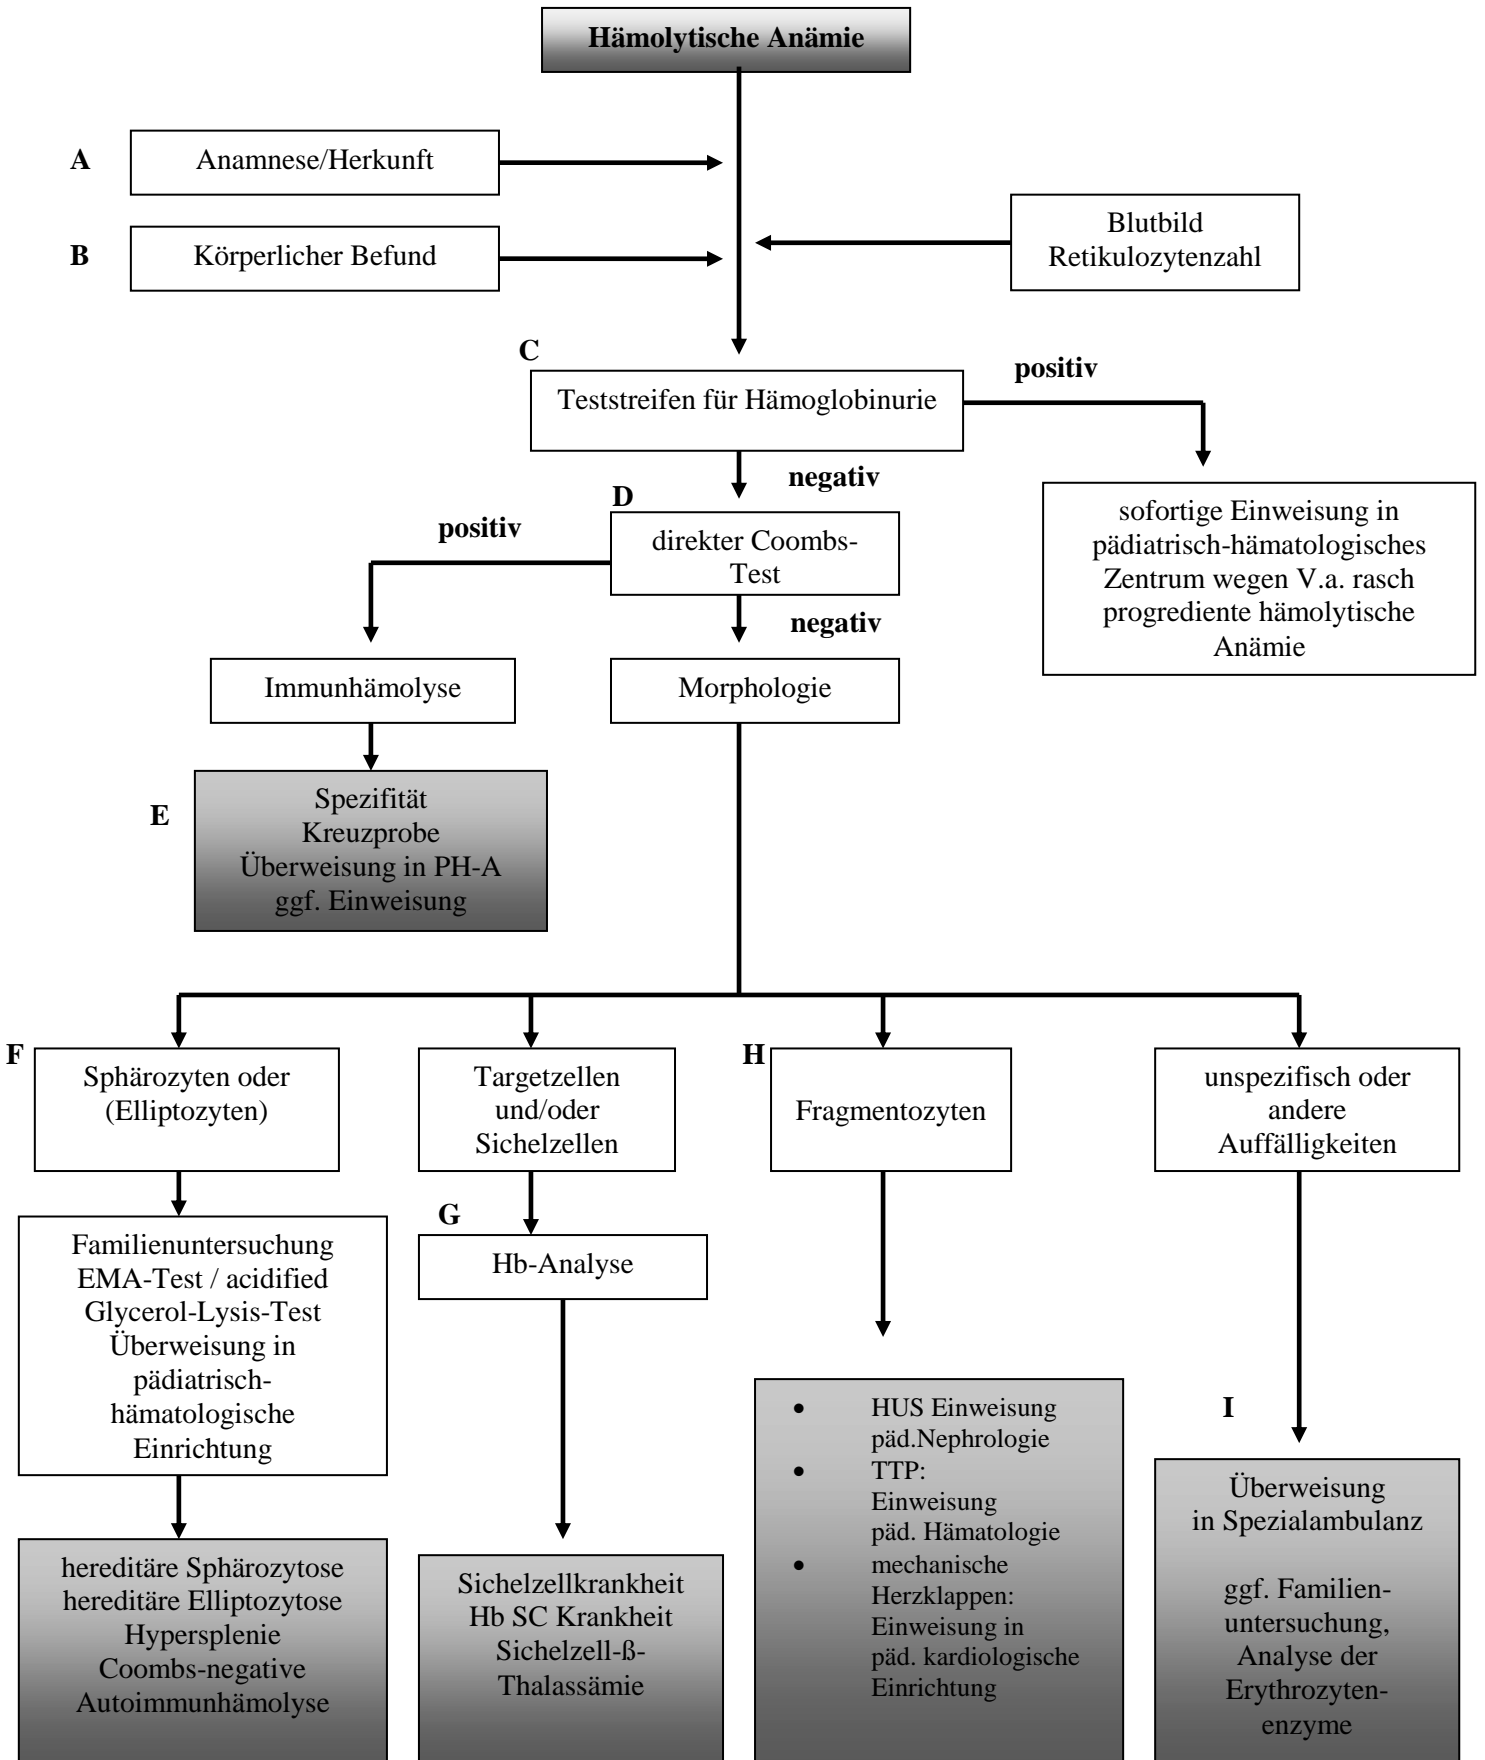 Hämolytische Anämie
A
Anamnese/Herkunft
B
Körperlicher Befund
Blutbild
Retikulozytenzahl
C
Teststreifen für Hämoglobinurie
positiv
negativ
sofortige Einweisung in
pädiatrisch-hämatologisches
Zentrum wegen V.a. rasch
progrediente hämolytische
Anämie
D
direkter Coombs-
Test
positiv
negativ
Immunhämolyse
Morphologie
E
Spezifität
Kreuzprobe
Überweisung in PH-A
ggf. Einweisung
F
Sphärozyten oder
(Elliptozyten)
Targetzellen
und/oder
Sichelzellen
H
Fragmentozyten
unspezifisch oder
andere
Auffälligkeiten
Familienuntersuchung
EMA-Test / acidified
Glycerol-Lysis-Test
Überweisung in
pädiatrisch-
hämatologische
Einrichtung
G
Hb-Analyse
hereditäre Sphärozytose
hereditäre Elliptozytose
Hypersplenie
Coombs-negative
Autoimmunhämolyse
Sichelzellkrankheit
Hb SC Krankheit
Sichelzell-ß-
Thalassämie
• HUS Einweisung
päd.Nephrologie
• TTP:
Einweisung
päd. Hämatologie
• mechanische
Herzklappen:
Einweisung in
päd. kardiologische
Einrichtung
I
Überweisung
in Spezialambulanz
ggf. Familien-
untersuchung,
Analyse der
Erythrozyten-
enzyme